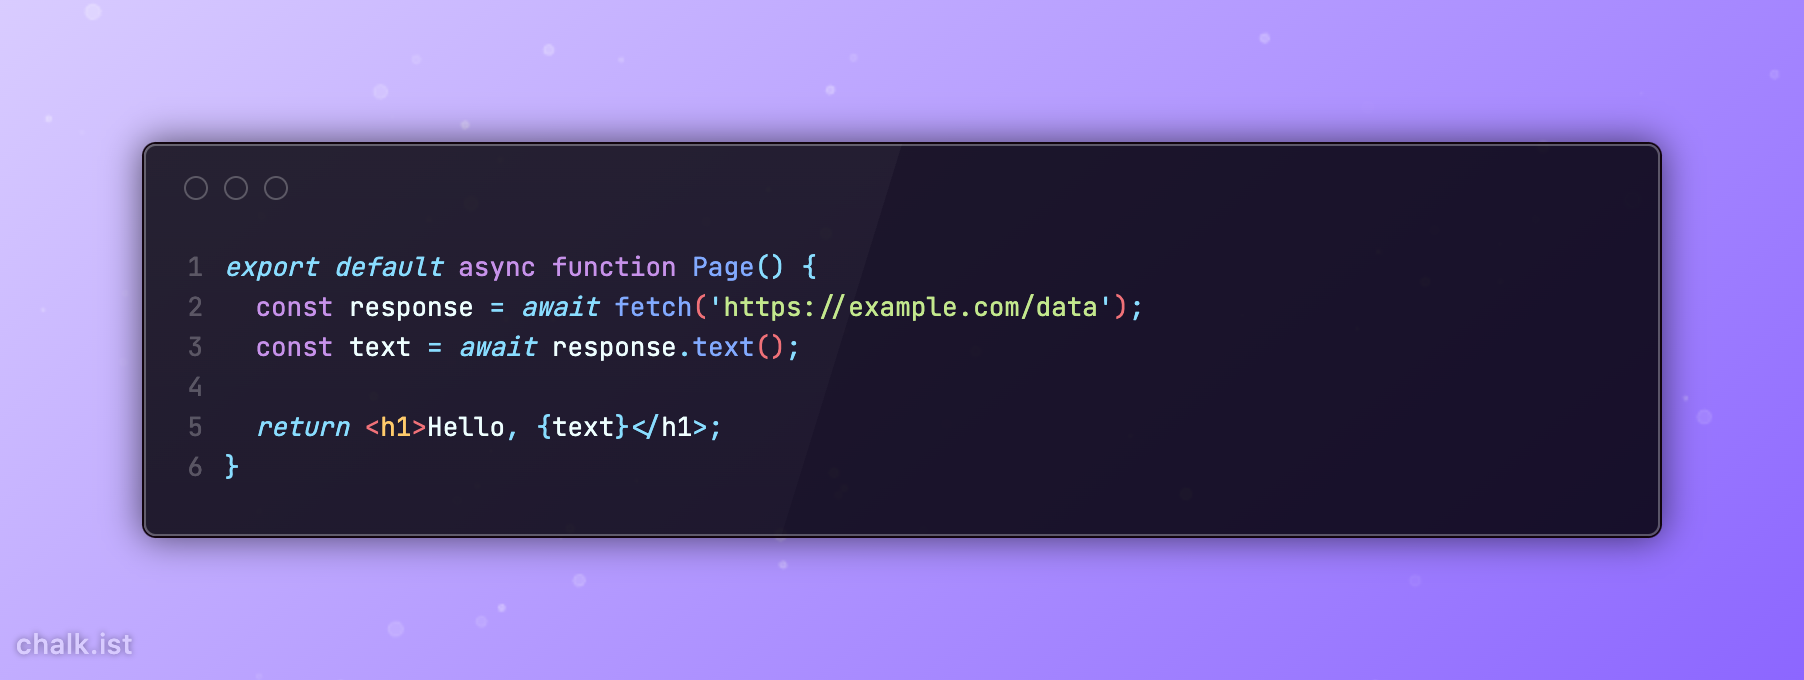 1 export default async function Page() {
2   const response = await fetch('https://example.com/data');
3   const text = await response.text();
4
5   return <h1>Hello, {text}</h1>;
6 }
chalk.ist